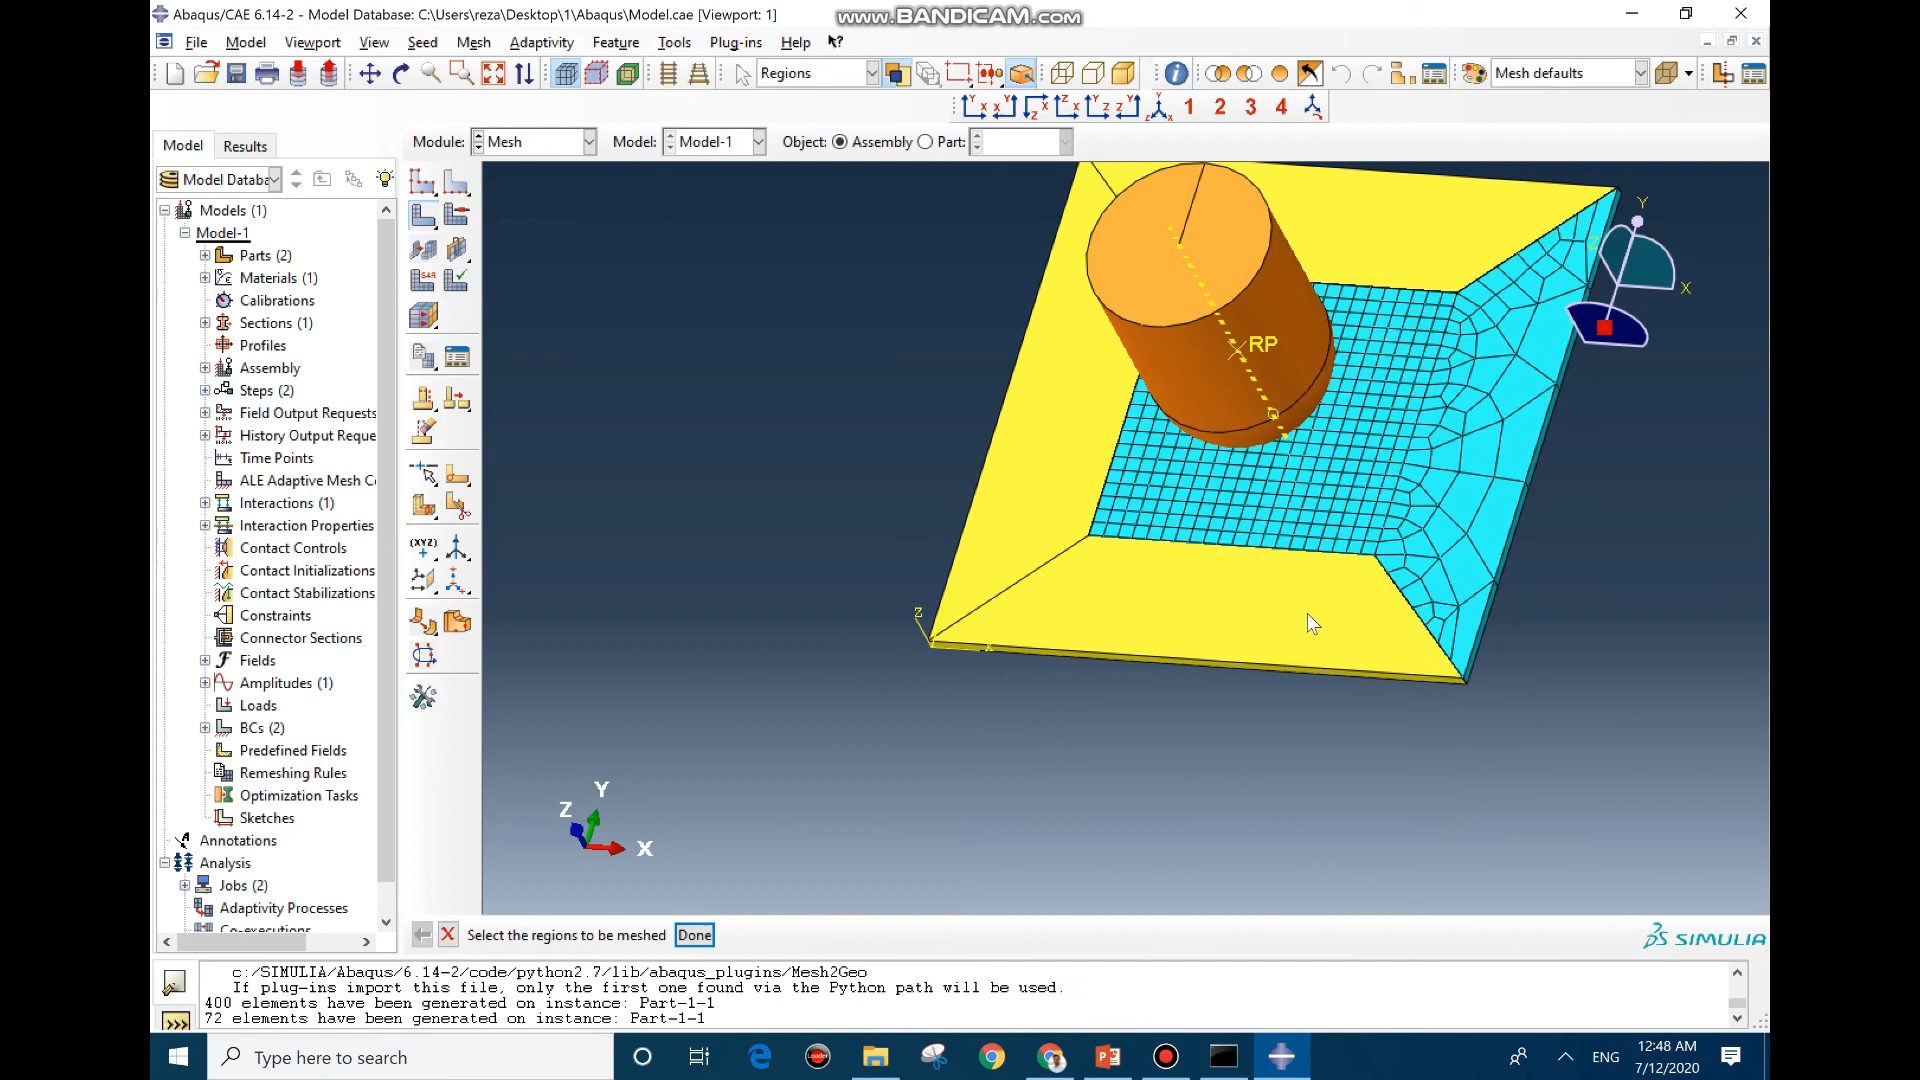 Abaqus/CAE 6.14-2 - Model Database: C:\Users\reza\Desktop\1\Abaqus\Model.cae [Viewport: 1]
www.BANDICAM.com
File Model Viewport View Seed Mesh Adaptivity Feature Tools Plug-ins Help
Regions
Mesh defaults
1 2 3 4
Model Results
Module: Mesh Model: Model-1 Object: Assembly Part:
Model Databa
Models (1)
Model-1
Parts (2)
Materials (1)
Calibrations
Sections (1)
Profiles
Assembly
Steps (2)
Field Output Requests
History Output Reque
Time Points
ALE Adaptive Mesh C
Interactions (1)
Interaction Properties
Contact Controls
Contact Initializations
Contact Stabilizations
Constraints
Connector Sections
Fields
Amplitudes (1)
Loads
BCs (2)
Predefined Fields
Remeshing Rules
Optimization Tasks
Sketches
Annotations
Analysis
Jobs (2)
Adaptivity Processes
Co-executions
(XYZ)
Y
Z
X
RP
Z
X
Y
Z
X
Select the regions to be meshed Done
SIMULIA
c:/SIMULIA/Abaqus/6.14-2/code/python2.7/lib/abaqus_plugins/Mesh2Geo
If plug-ins import this file, only the first one found via the Python path will be used.
400 elements have been generated on instance: Part-1-1
72 elements have been generated on instance: Part-1-1
>>>
Type here to search
ENG
12:48 AM
7/12/2020